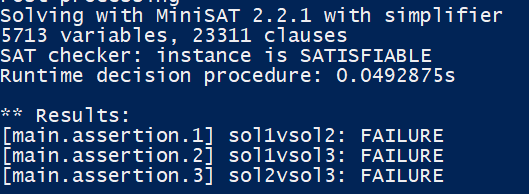 Solving with MiniSAT 2.2.1 with simplifier
5713 variables, 23311 clauses
SAT checker: instance is SATISFIABLE
Runtime decision procedure: 0.0492875s

** Results:
[main.assertion.1] sol1vsol2: FAILURE
[main.assertion.2] sol1vsol3: FAILURE
[main.assertion.3] sol2vsol3: FAILURE